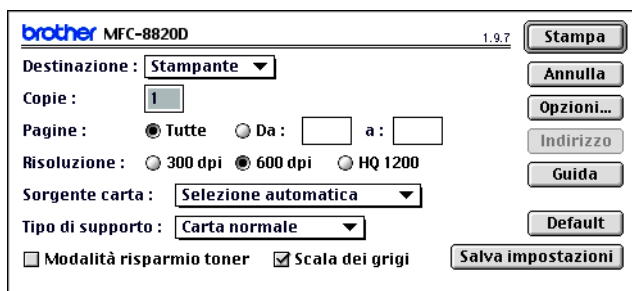 brother MFC-8820D 1.9.7 Stampa
Destinazione : Stampante Annulla
Copie : 1 Opzioni...
Pagine : Tutte Da : a : Indirizzo
Risoluzione : 300 dpi 600 dpi HQ 1200 Guida
Sorgente carta : Selezione automatica
Tipo di supporto : Carta normale Default
Modalità risparmio toner Scala dei grigi Salva impostazioni